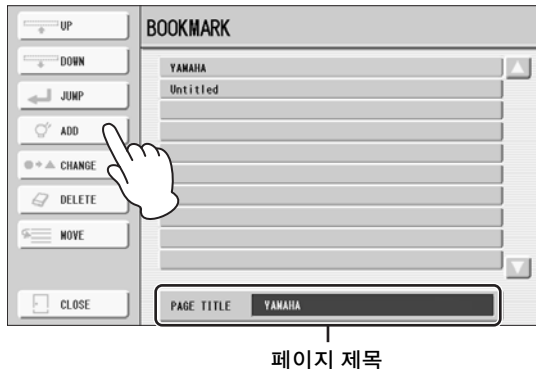 UP
BOOKMARK
DOWN
JUMP
ADD
CHANGE
DELETE
MOVE
CLOSE
YAMAHA
Untitled
PAGE TITLE YAMAHA
페이지 제목